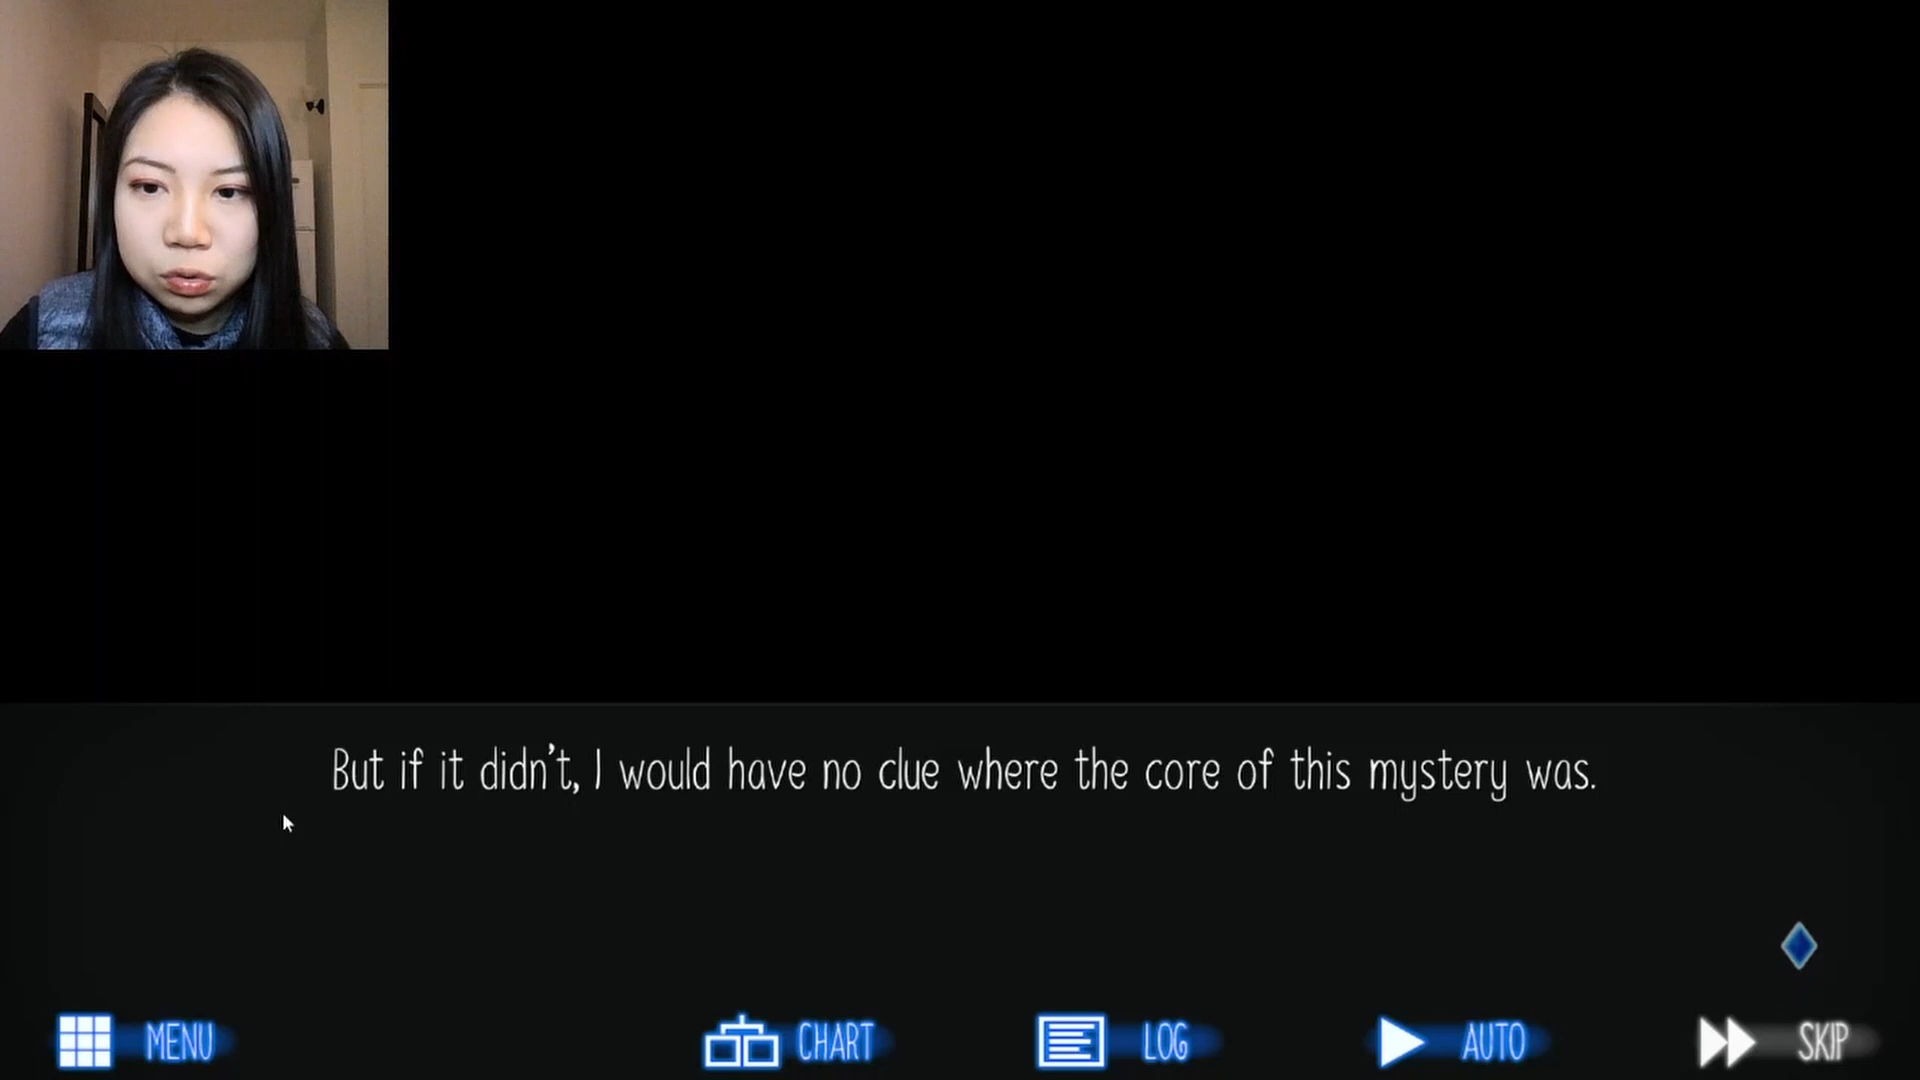 But if it didn't, I would have no clue where the core of this mystery was.
MENU
CHART
LOG
AUTO
SKIP